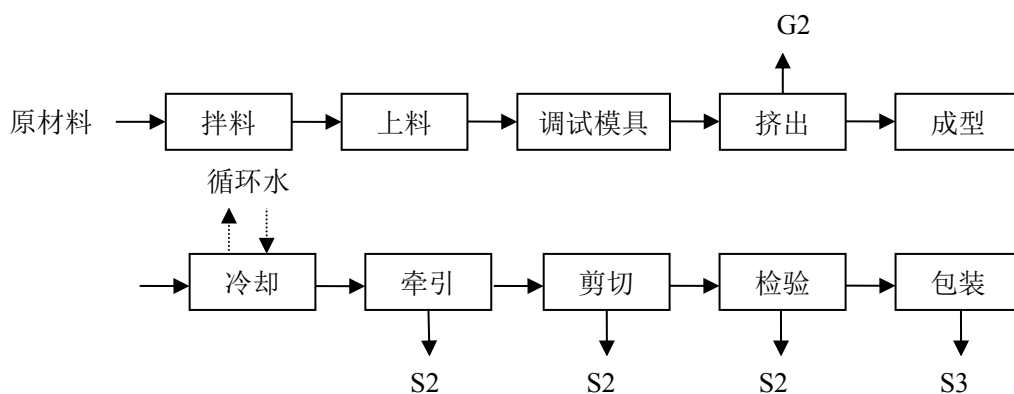 G2
原材料 拌料 上料 调试模具 挤出 成型
循环水
冷却 牵引 剪切 检验 包装
S2 S2 S2 S3